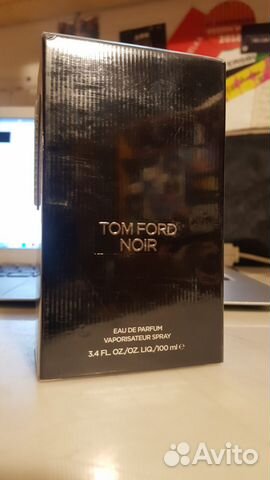 TOM FORD
NOIR
EAU DE PARFUM
VAPORISATEUR SPRAY
3.4 FL. OZ./OZ. LIQ./100 ml ℮
Avito